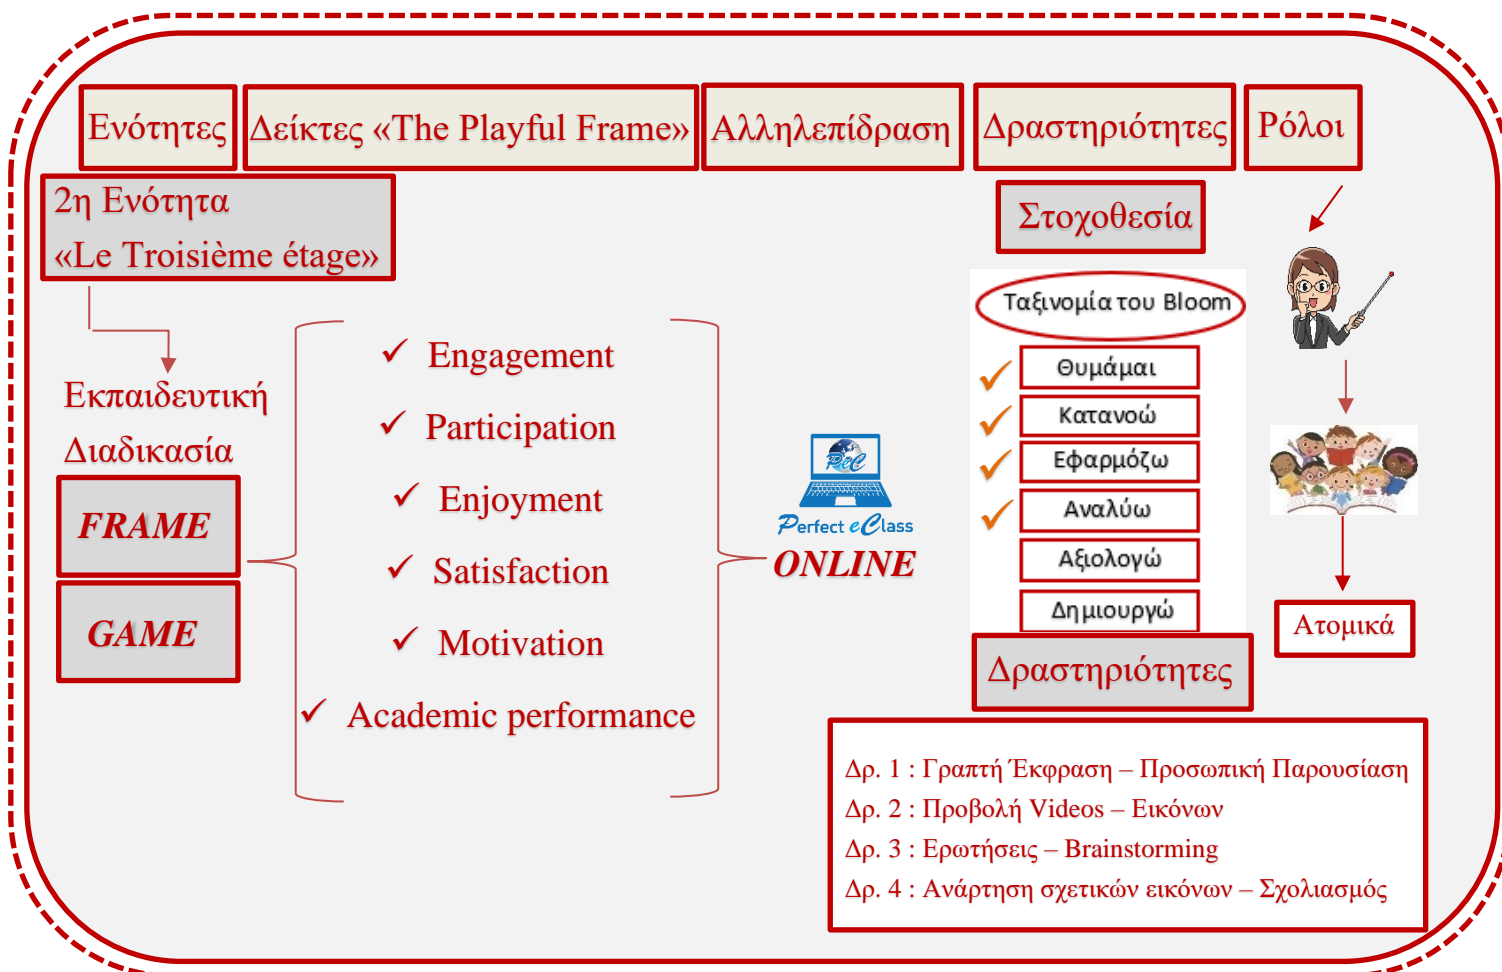 Ενότητες
Δείκτες «The Playful Frame»
Αλληλεπίδραση
Δραστηριότητες
Ρόλοι
2η Ενότητα
«Le Troisième étage»
Εκπαιδευτική
Διαδικασία
FRAME
GAME
✓ Engagement
✓ Participation
✓ Enjoyment
✓ Satisfaction
✓ Motivation
✓ Academic performance
PeC
Perfect eClass
ONLINE
Στοχοθεσία
Ταξινομία του Bloom
✓ Θυμάμαι
✓ Κατανοώ
✓ Εφαρμόζω
✓ Αναλύω
Αξιολογώ
Δημιουργώ
Δραστηριότητες
Δρ. 1 : Γραπτή Έκφραση – Προσωπική Παρουσίαση
Δρ. 2 : Προβολή Videos – Εικόνων
Δρ. 3 : Ερωτήσεις – Brainstorming
Δρ. 4 : Ανάρτηση σχετικών εικόνων – Σχολιασμός
Ατομικά